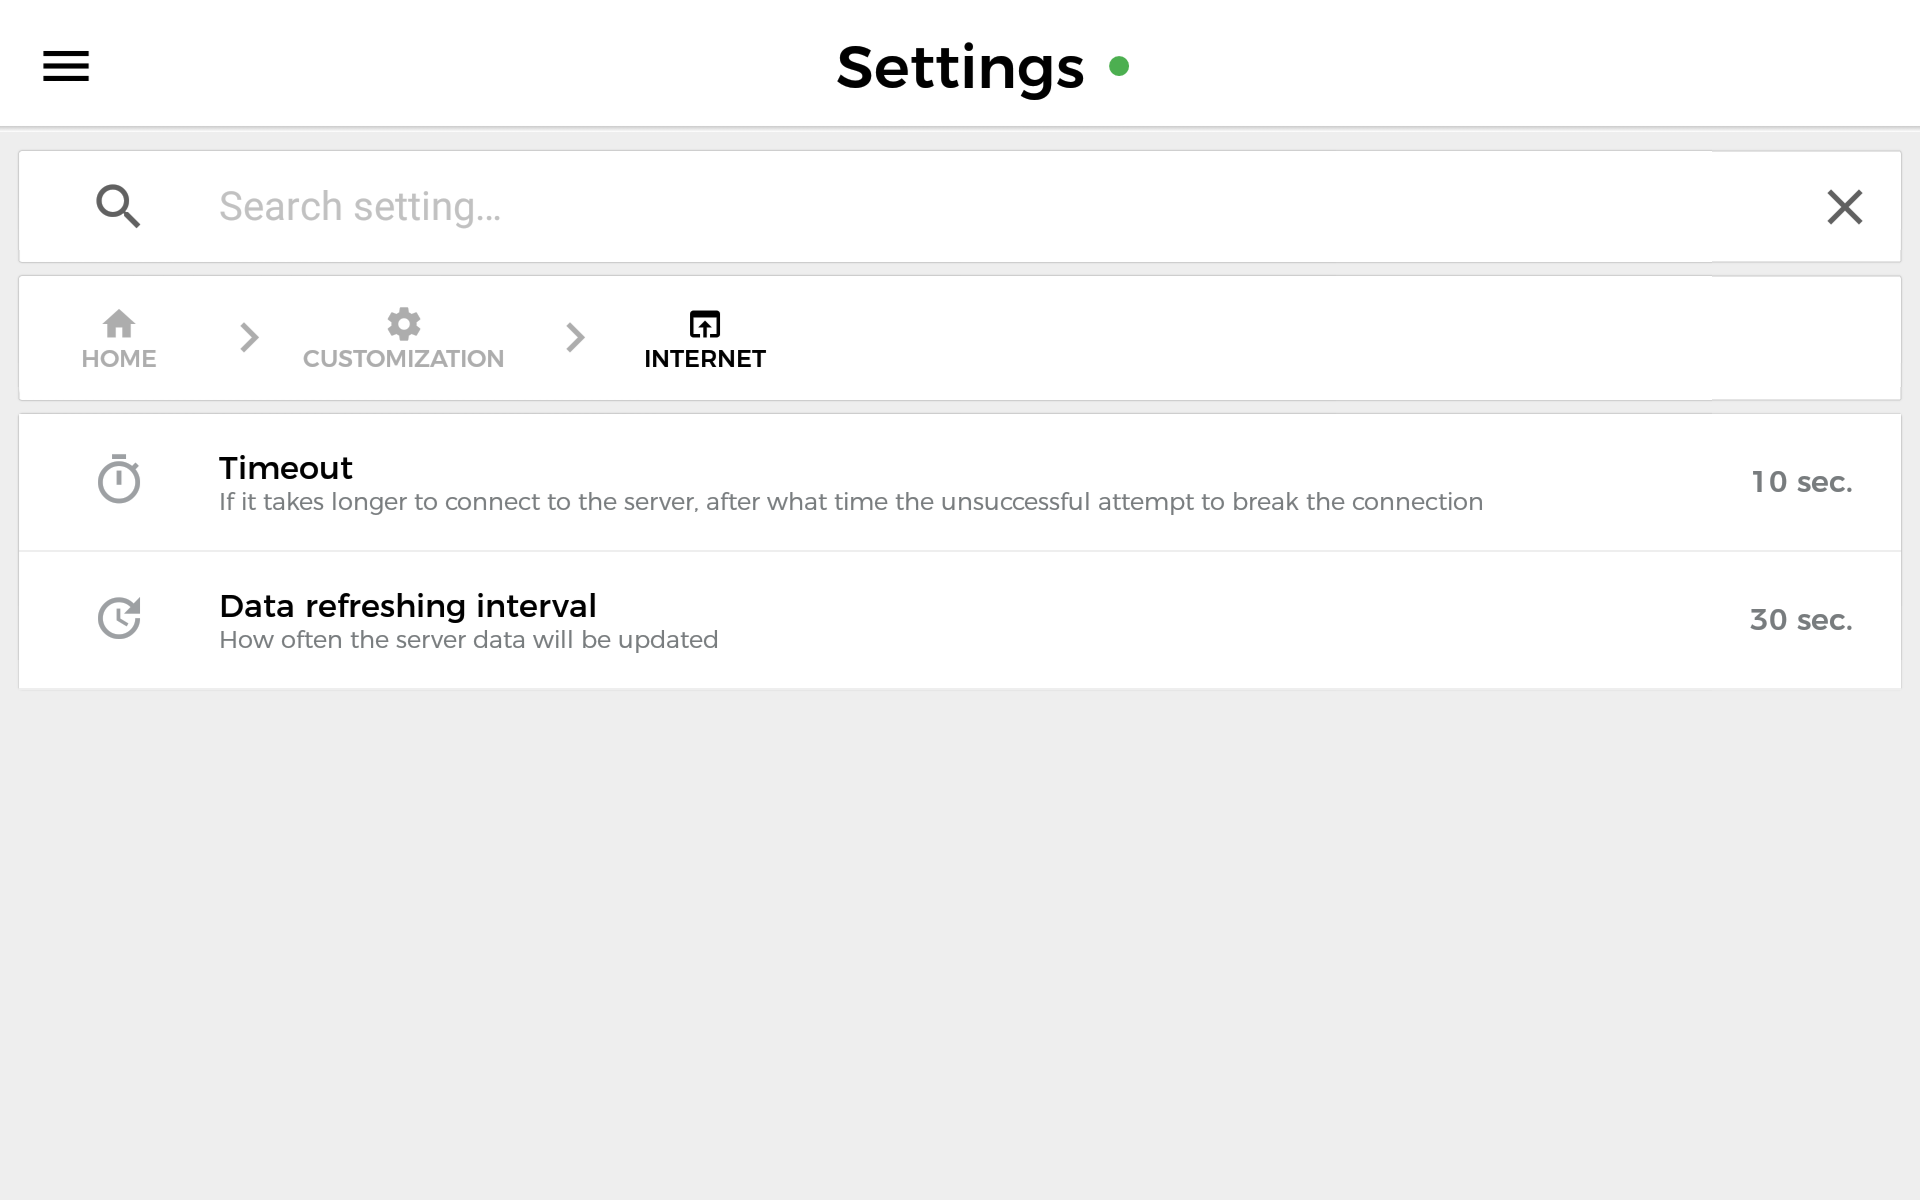 Settings
Search setting...
HOME
CUSTOMIZATION
INTERNET
Timeout
If it takes longer to connect to the server, after what time the unsuccessful attempt to break the connection
10 sec.
Data refreshing interval
How often the server data will be updated
30 sec.